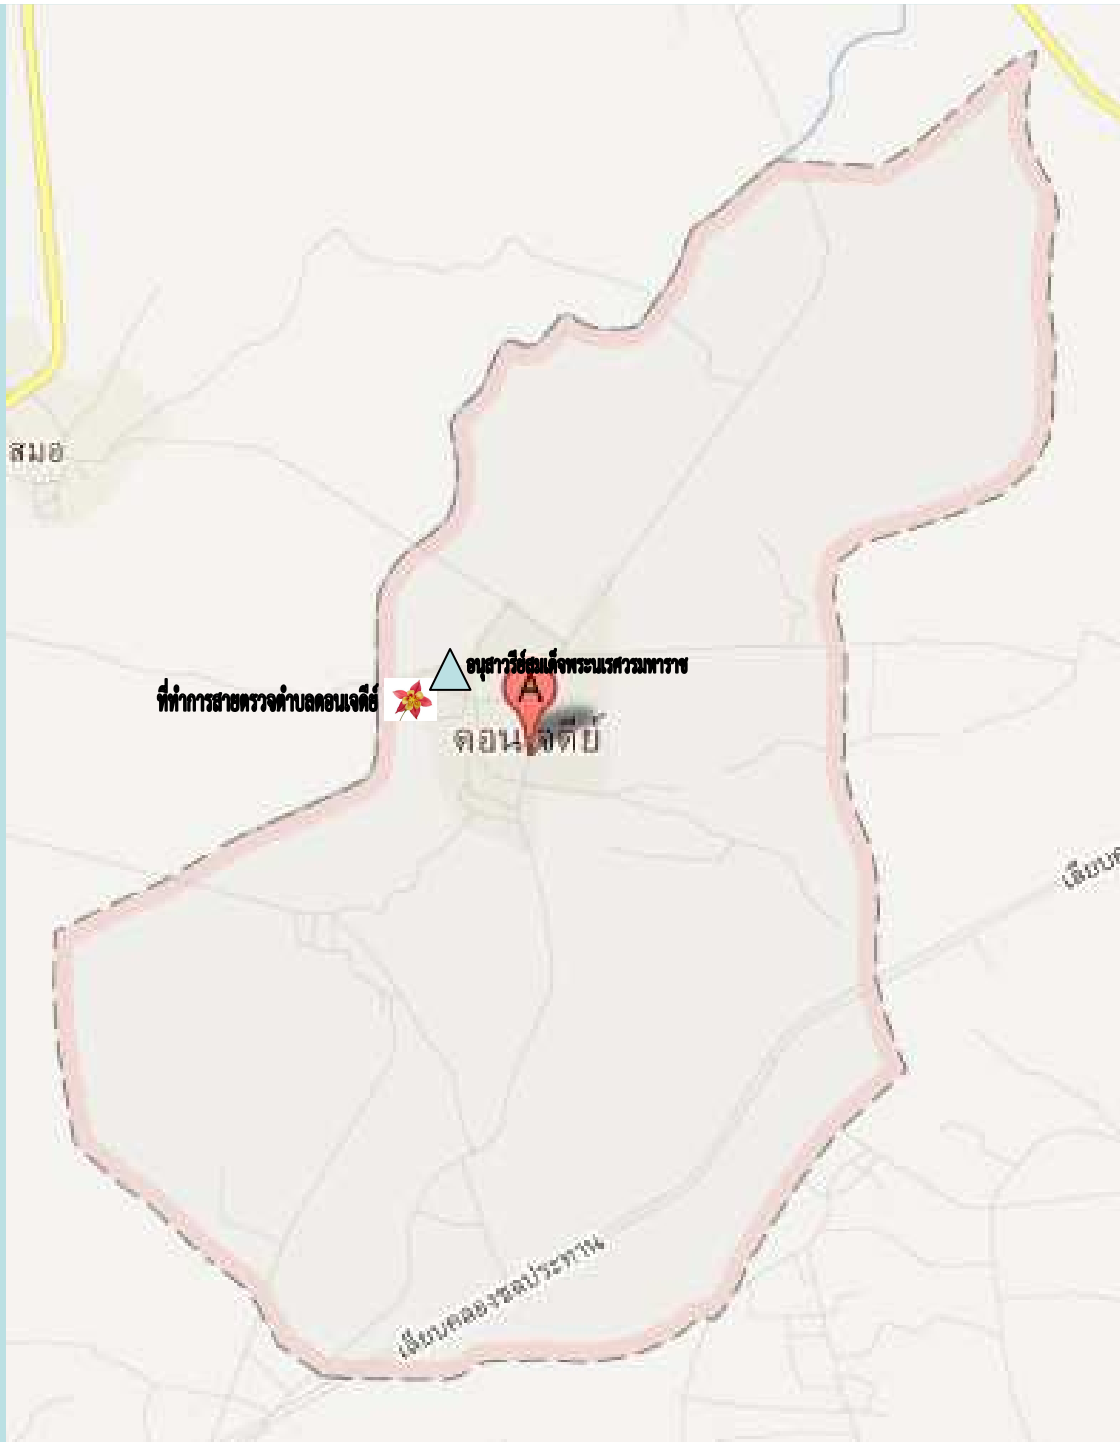 สมอ
อนุสาวรีย์สมเด็จพระนเรศวรมหาราช
A
ที่ทำการสายตรวจตำบลดอนเจดีย์
ดอนเจดีย์
เลียบคลองชลประทาน